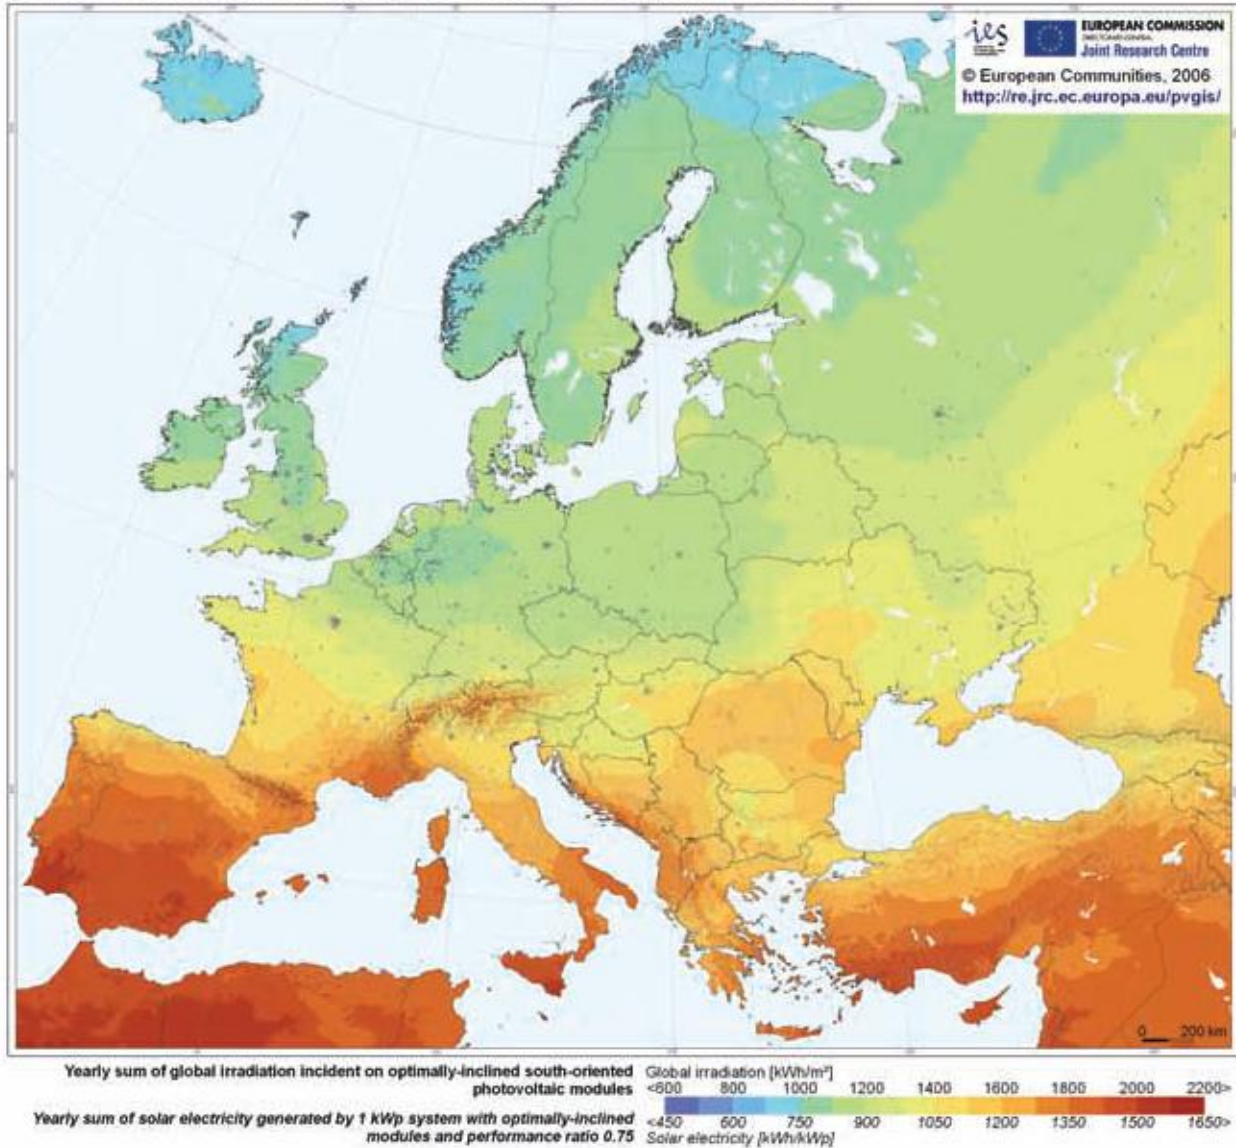 ies
EUROPEAN COMMISSION
DIRECTORATE-GENERAL
Joint Research Centre
© European Communities, 2006
http://re.jrc.ec.europa.eu/pvgis/
0 200 km
Yearly sum of global irradiation incident on optimally-inclined south-oriented
photovoltaic modules
Global irradiation [kWh/m²]
<600 800 1000 1200 1400 1600 1800 2000 2200>
Yearly sum of solar electricity generated by 1 kWp system with optimally-inclined
modules and performance ratio 0.75
<450 600 750 900 1050 1200 1350 1500 1650>
Solar electricity [kWh/kWp]